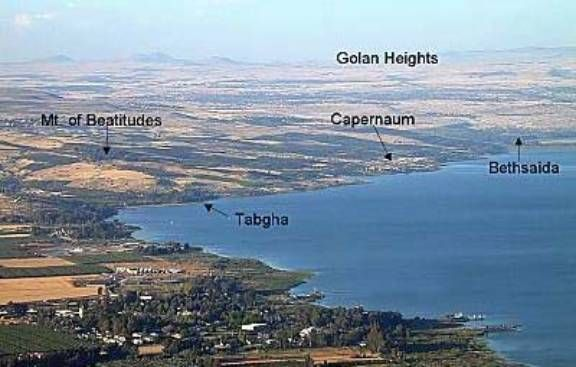 Golan Heights
Mt. of Beatitudes
Capernaum
Bethsaida
Tabgha